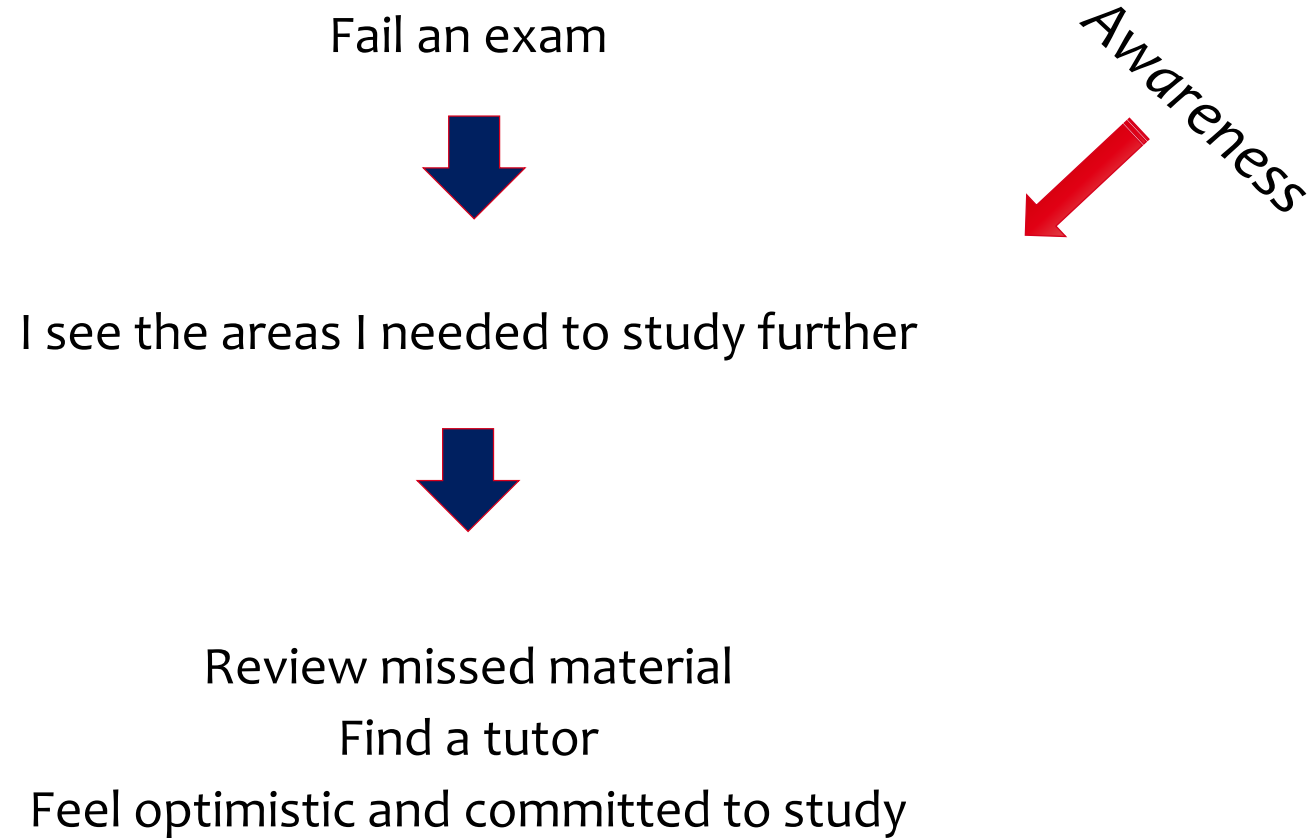 Fail an exam
Awareness
I see the areas I needed to study further
Review missed material
Find a tutor
Feel optimistic and committed to study